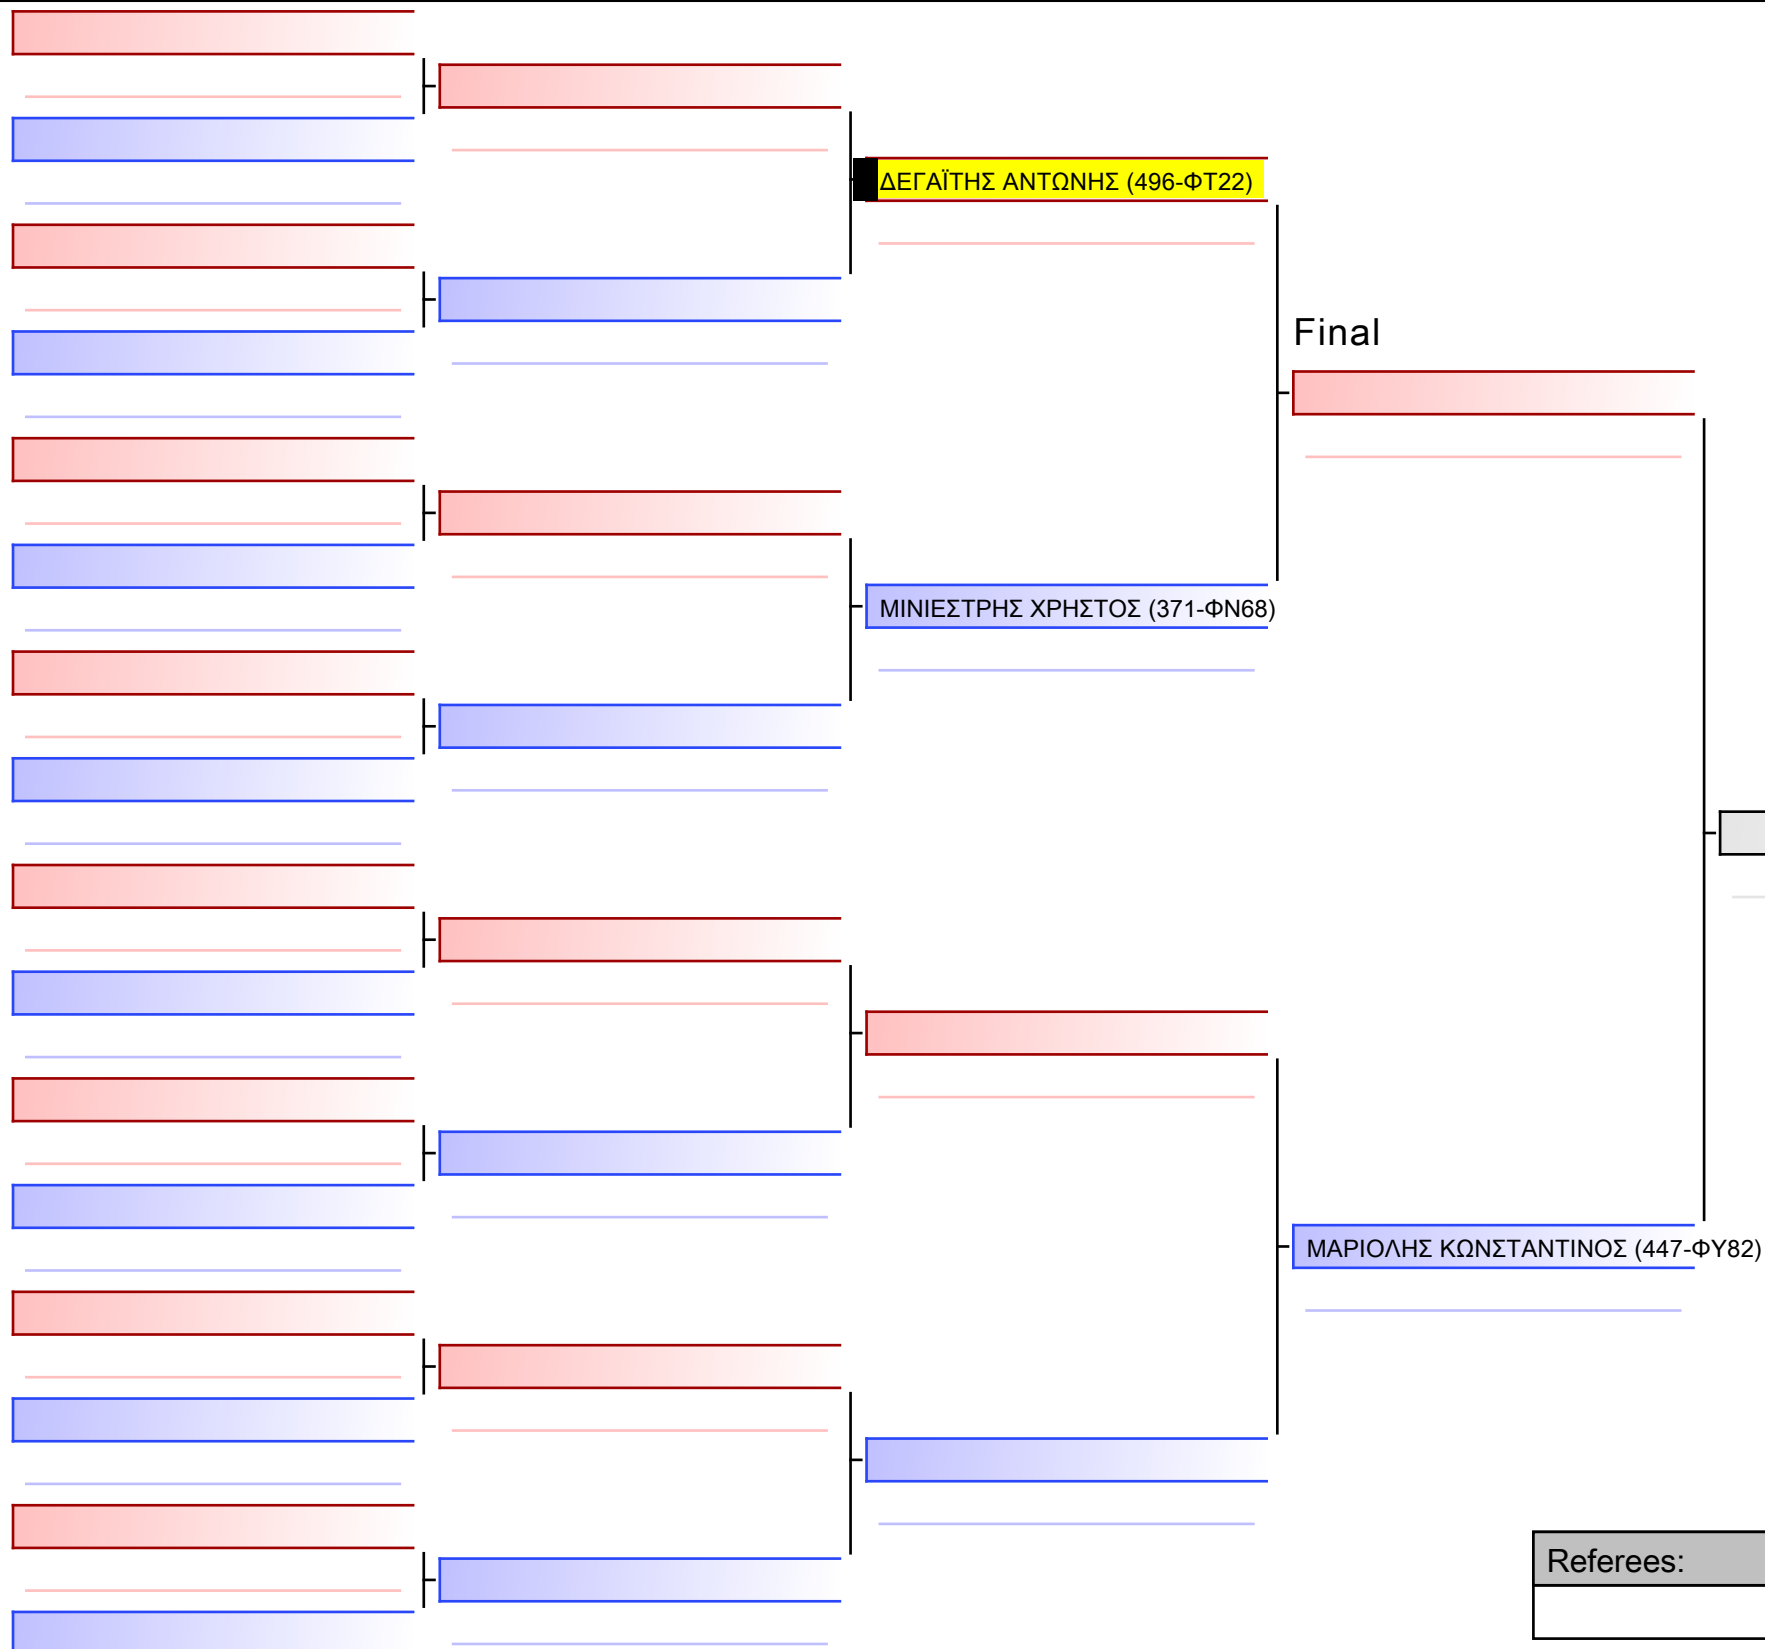 ΔΕΓΑΪΤΗΣ ΑΝΤΩΝΗΣ (496-ΦΤ22)
Final
ΜΙΝΙΕΣΤΡΗΣ ΧΡΗΣΤΟΣ (371-ΦΝ68)
ΜΑΡΙΟΛΗΣ ΚΩΝΣΤΑΝΤΙΝΟΣ (447-ΦΥ82)
Referees: